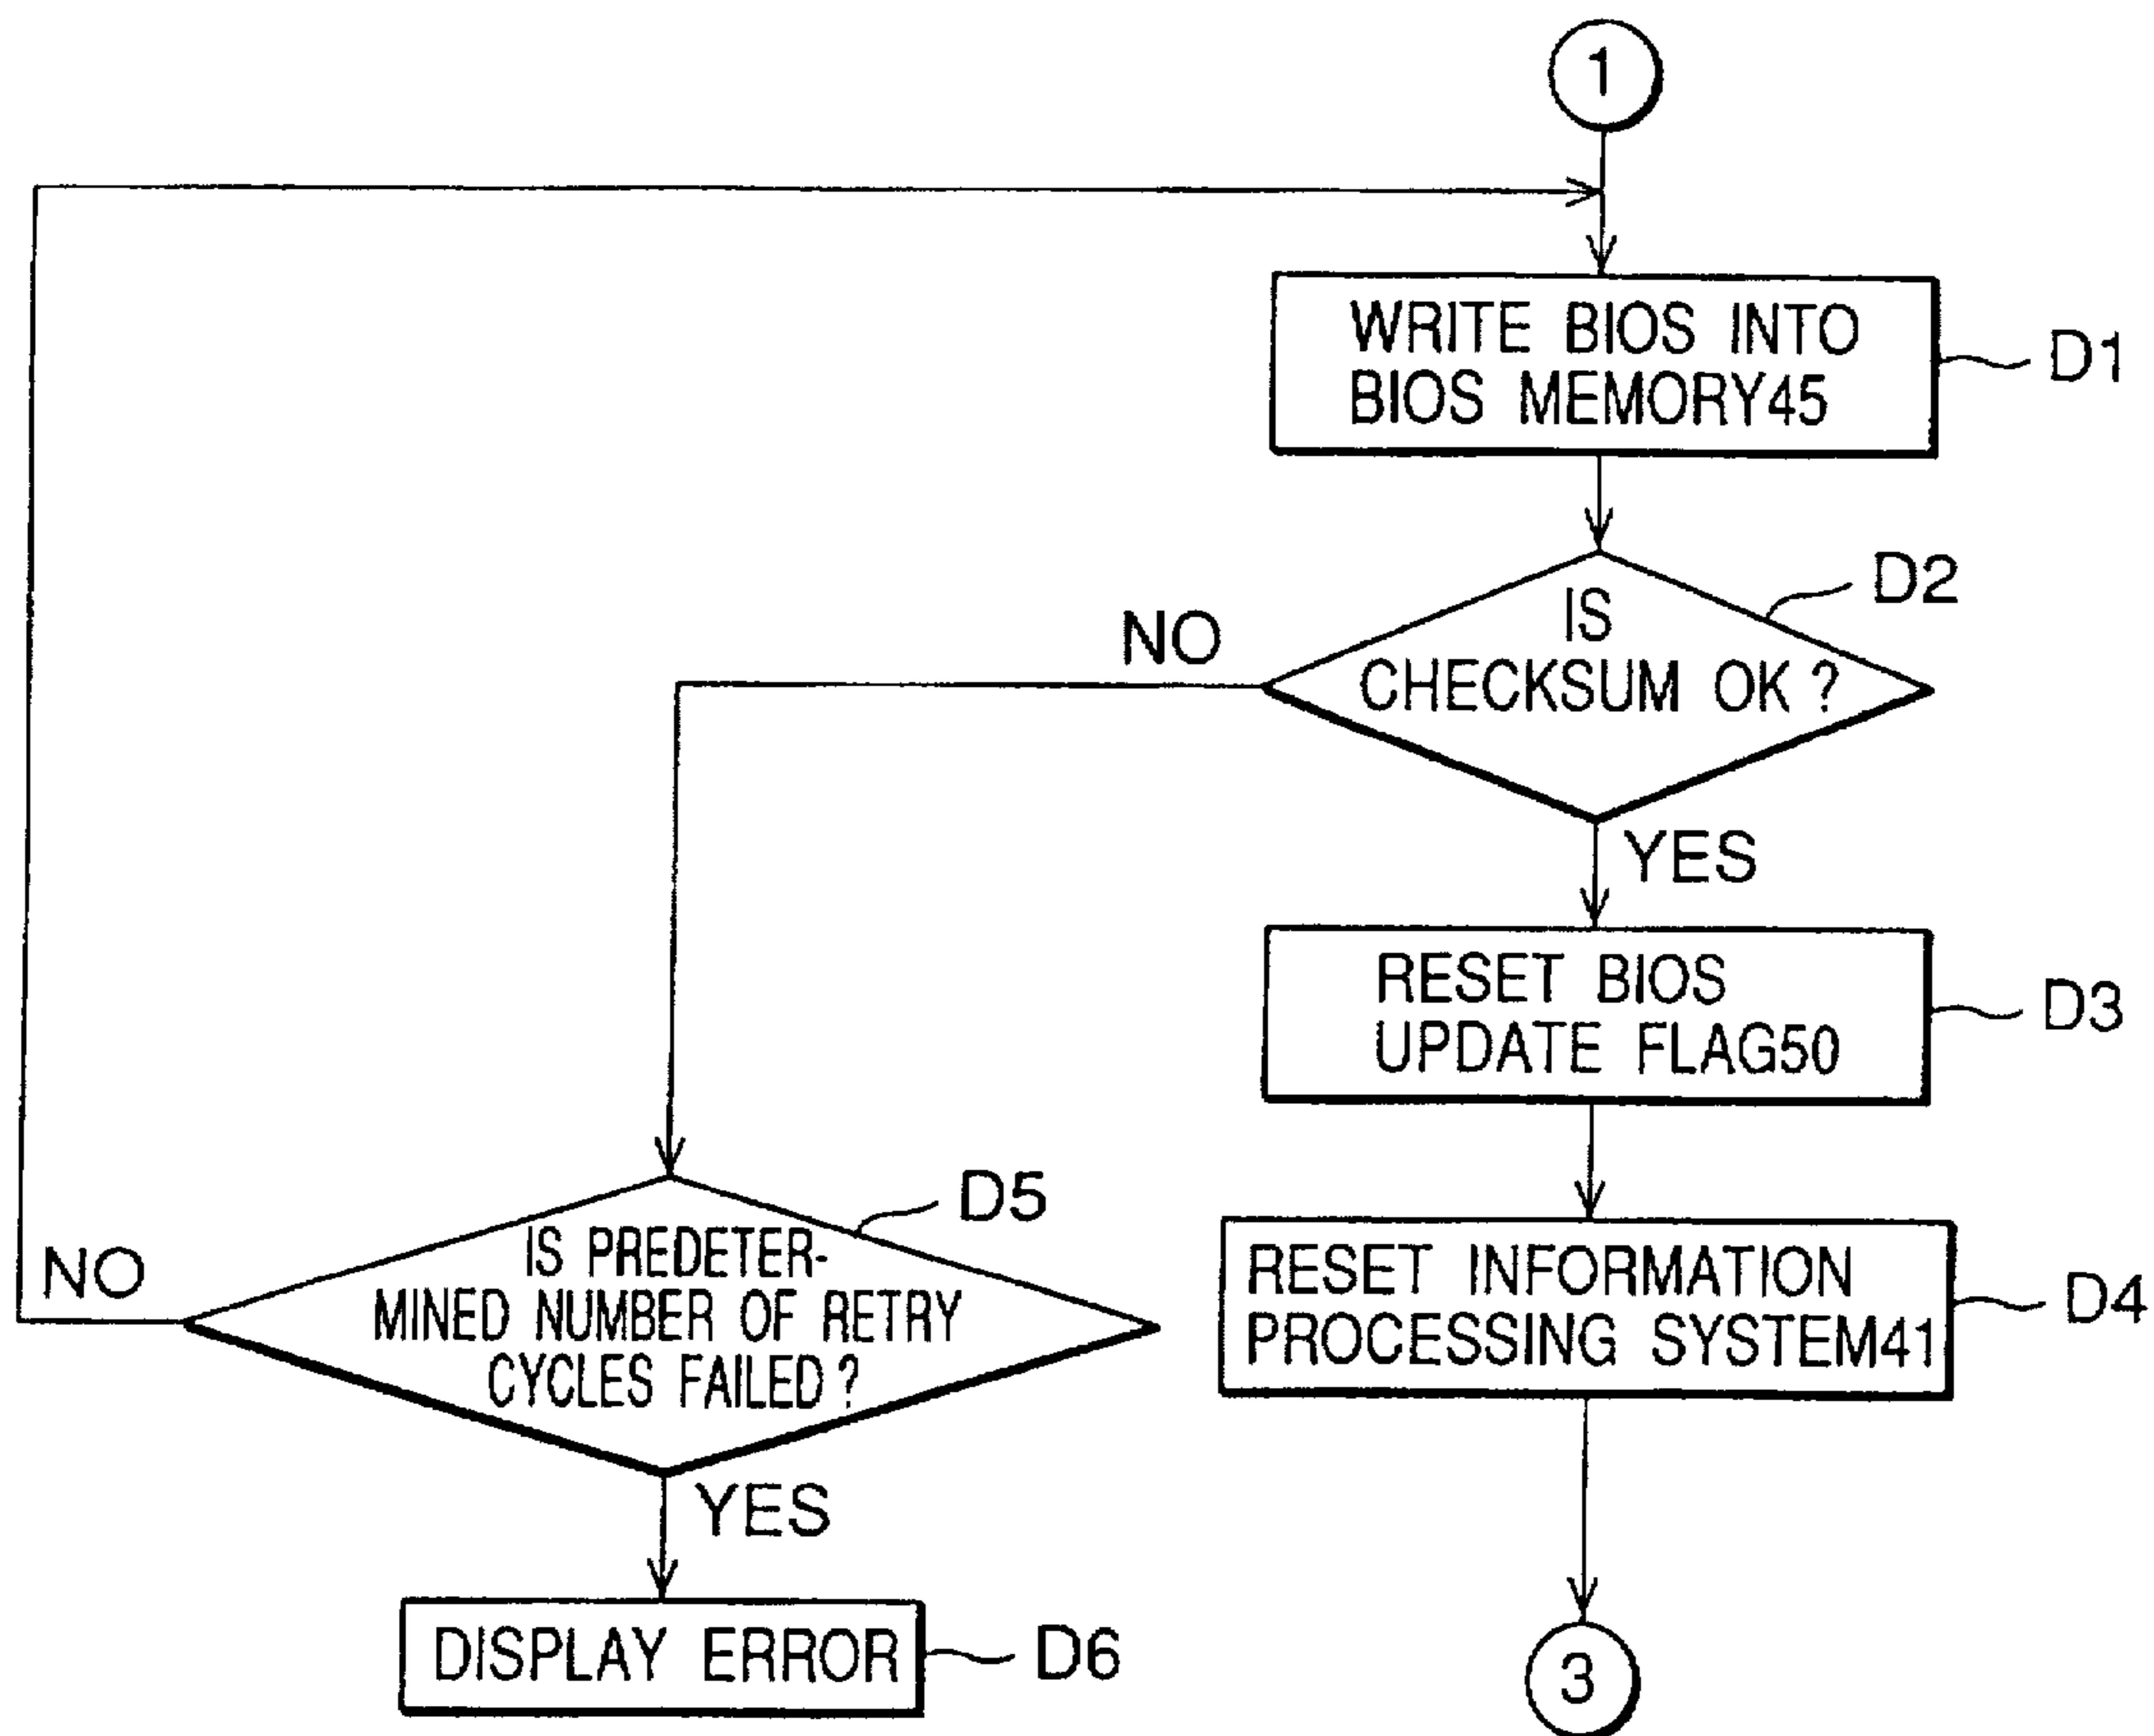 1
WRITE BIOS INTO
BIOS MEMORY45
D1
IS
CHECKSUM OK ?
D2
NO
YES
RESET BIOS
UPDATE FLAG50
D3
RESET INFORMATION
PROCESSING SYSTEM41
D4
3
IS PREDETER-
MINED NUMBER OF RETRY
CYCLES FAILED ?
D5
NO
YES
DISPLAY ERROR
D6